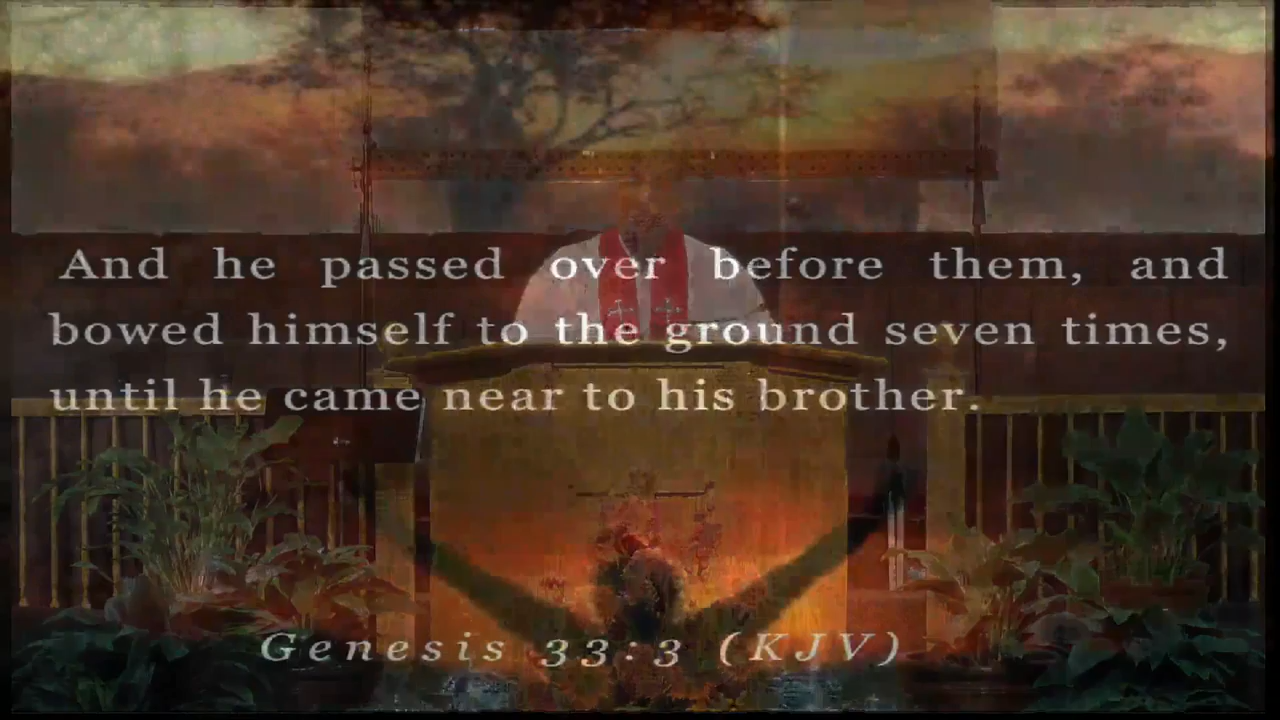 And he passed over before them, and
bowed himself to the ground seven times,
until he came near to his brother.
Genesis 33:3 (KJV)